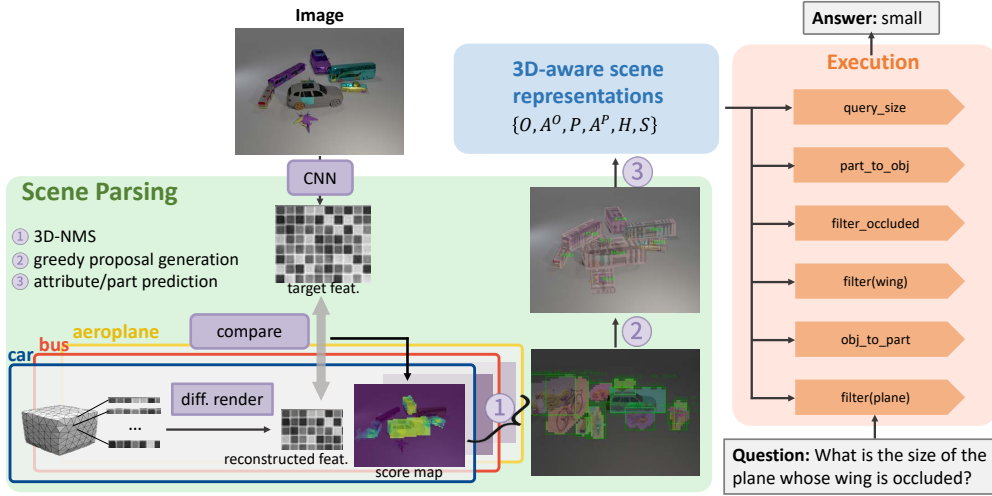 Image
CNN
Scene Parsing
1 3D-NMS
2 greedy proposal generation
3 attribute/part prediction
target feat.
compare
aeroplane
bus
car
diff. render
...
reconstructed feat.
score map
1
2
3
3D-aware scene
representations
{O, A^O, P, A^P, H, S}
Answer: small
Execution
query_size
part_to_obj
filter_occluded
filter(wing)
obj_to_part
filter(plane)
Question: What is the size of the
plane whose wing is occluded?